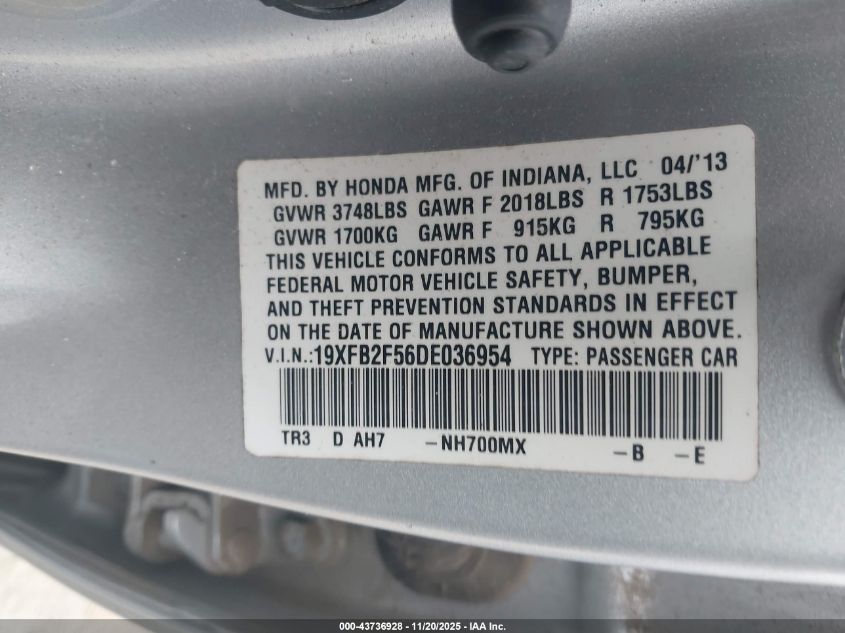 MFD. BY HONDA MFG. OF INDIANA, LLC 04/'13
GVWR 3748LBS GAWR F 2018LBS R 1753LBS
GVWR 1700KG GAWR F 915KG R 795KG
THIS VEHICLE CONFORMS TO ALL APPLICABLE
FEDERAL MOTOR VEHICLE SAFETY, BUMPER,
AND THEFT PREVENTION STANDARDS IN EFFECT
ON THE DATE OF MANUFACTURE SHOWN ABOVE.
V.I.N.:19XFB2F56DE036954 TYPE: PASSENGER CAR
TR3 D AH7 -NH700MX -B -E
000-43736928 - 11/20/2025 - IAA Inc.